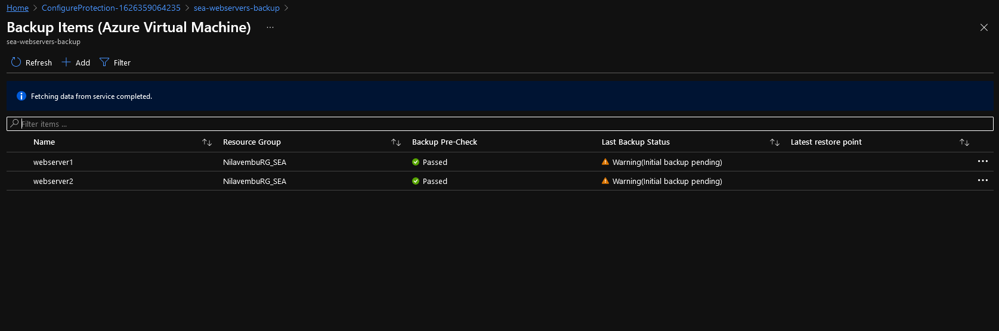 Home > ConfigureProtection-1626359064235 > sea-webservers-backup >
Backup Items (Azure Virtual Machine) ...
sea-webservers-backup
Refresh Add Filter
Fetching data from service completed.
Filter items ...
Name Resource Group Backup Pre-Check Last Backup Status Latest restore point
webserver1 NilavembuRG_SEA Passed Warning(Initial backup pending) ...
webserver2 NilavembuRG_SEA Passed Warning(Initial backup pending) ...